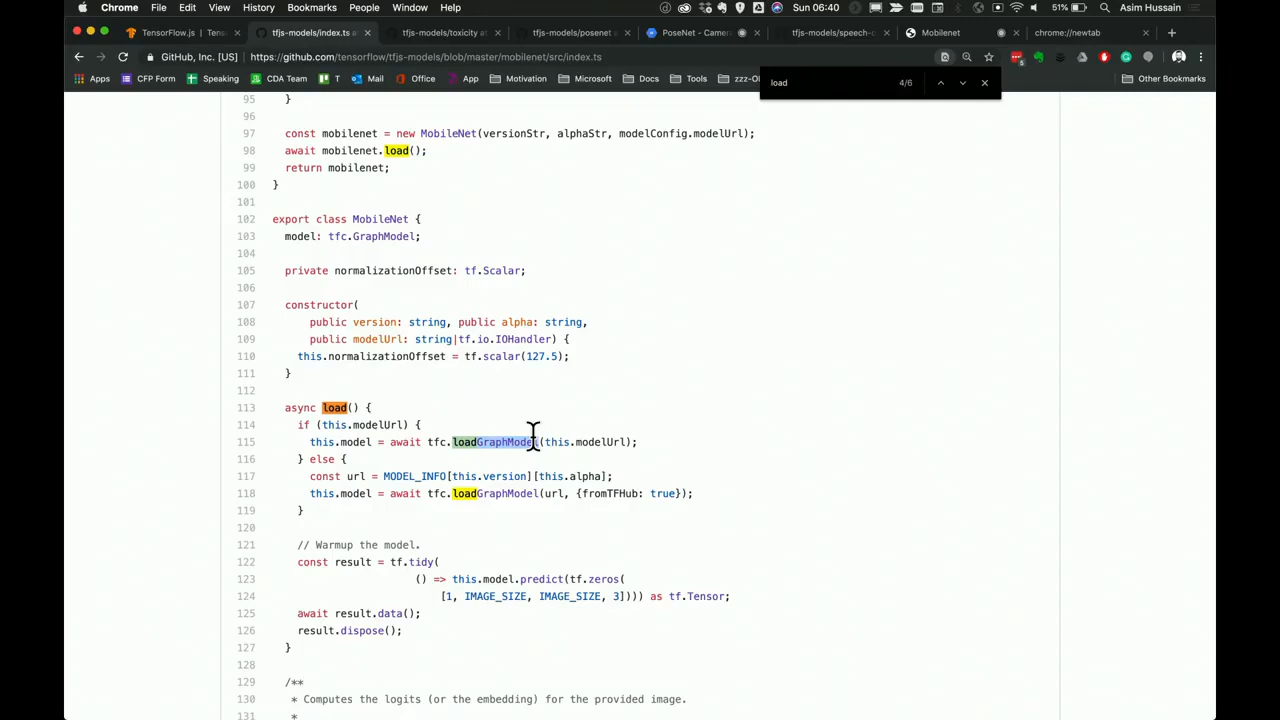 Chrome File Edit View History Bookmarks People Window Help Sun 06:40 51% Asim Hussain
TensorFlow.js | Tens tfjs-models/index.ts at tfjs-models/toxicity at tfjs-models/posenet a PoseNet - Camera tfjs-models/speech-c Mobilenet chrome://newtab
GitHub, Inc. [US] https://github.com/tensorflow/tfjs-models/blob/master/mobilenet/src/index.ts
Apps CFP Form Speaking CDA Team T Mail Office App Motivation Microsoft Docs Tools zzz-Ol Other Bookmarks
load 4/6
95 }
96
97 const mobilenet = new MobileNet(versionStr, alphaStr, modelConfig.modelUrl);
98 await mobilenet.load();
99 return mobilenet;
100 }
101
102 export class MobileNet {
103 model: tfc.GraphModel;
104
105 private normalizationOffset: tf.Scalar;
106
107 constructor(
108 public version: string, public alpha: string,
109 public modelUrl: string|tf.io.IOHandler) {
110 this.normalizationOffset = tf.scalar(127.5);
111 }
112
113 async load() {
114 if (this.modelUrl) {
115 this.model = await tfc.loadGraphModel(this.modelUrl);
116 } else {
117 const url = MODEL_INFO[this.version][this.alpha];
118 this.model = await tfc.loadGraphModel(url, {fromTFHub: true});
119 }
120
121 // Warmup the model.
122 const result = tf.tidy(
123 () => this.model.predict(tf.zeros(
124 [1, IMAGE_SIZE, IMAGE_SIZE, 3]))) as tf.Tensor;
125 await result.data();
126 result.dispose();
127 }
128
129 /**
130 * Computes the logits (or the embedding) for the provided image.
131 *